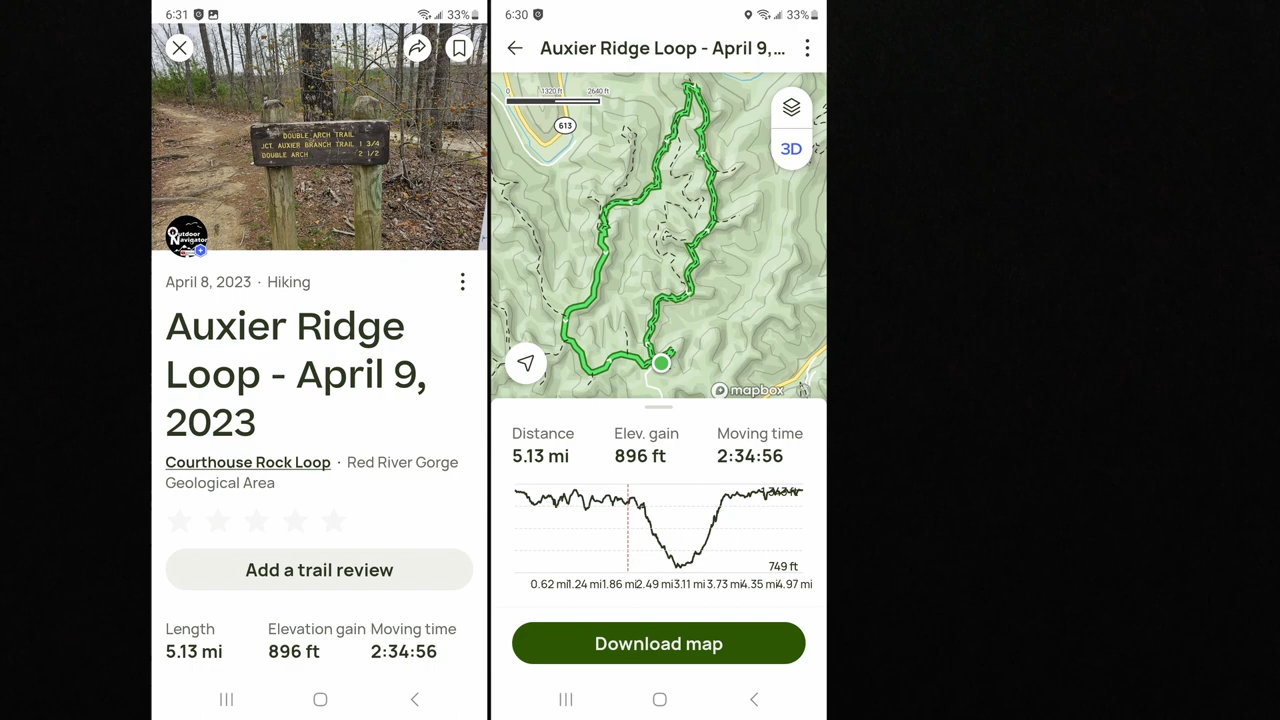 6:31
33%
DOUBLE ARCH TRAIL
JCT. AUXIER BRANCH TRAIL 1 3/4
DOUBLE ARCH 2 1/2
Outdoor
Navigator
April 8, 2023 · Hiking
Auxier Ridge
Loop - April 9,
2023
Courthouse Rock Loop · Red River Gorge
Geological Area
Add a trail review
Length
Elevation gain
Moving time
5.13 mi
896 ft
2:34:56
6:30
33%
Auxier Ridge Loop - April 9,...
0 1320 ft 2640 ft
613
3D
mapbox
Distance
Elev. gain
Moving time
5.13 mi
896 ft
2:34:56
749 ft
0.62 mi 1.24 mi 1.86 mi 2.49 mi 3.11 mi 3.73 mi 4.35 mi 4.97 mi
Download map